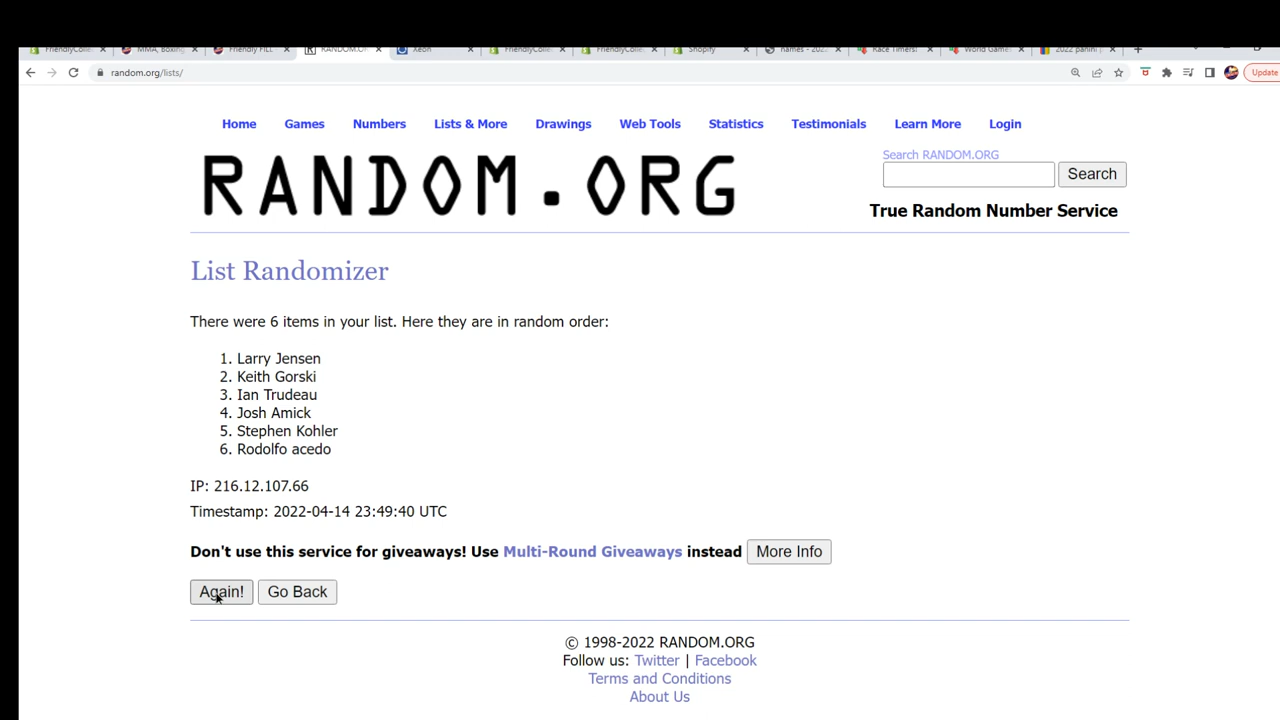 FriendlyColle
MMA, Boxing
Friendly FILL
RANDOM.O
Xeon
FriendlyColle
FriendlyColle
Shopify
names - 202
Race Timers!
World Game
2022 panini
random.org/lists/
Update
Home Games Numbers Lists & More Drawings Web Tools Statistics Testimonials Learn More Login
RANDOM.ORG
Search RANDOM.ORG
Search
True Random Number Service
List Randomizer
There were 6 items in your list. Here they are in random order:
1. Larry Jensen
2. Keith Gorski
3. Ian Trudeau
4. Josh Amick
5. Stephen Kohler
6. Rodolfo acedo
IP: 216.12.107.66
Timestamp: 2022-04-14 23:49:40 UTC
Don't use this service for giveaways! Use Multi-Round Giveaways instead More Info
Again! Go Back
© 1998-2022 RANDOM.ORG
Follow us: Twitter | Facebook
Terms and Conditions
About Us